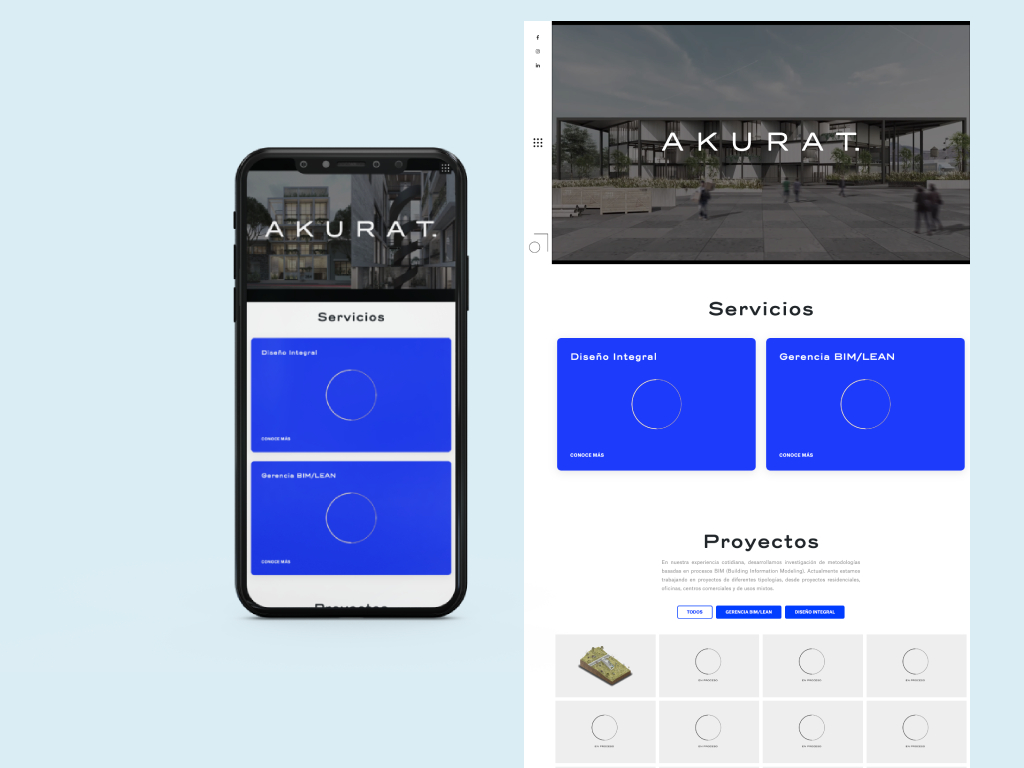 AKURAT.
Servicios
Diseño Integral
CONOCE MÁS
Gerencia BIM/LEAN
CONOCE MÁS
Proyectos
AKURAT.
Servicios
Diseño Integral
CONOCE MÁS
Gerencia BIM/LEAN
CONOCE MÁS
Proyectos
En nuestra experiencia cotidiana, desarrollamos investigación de metodologías
basadas en procesos BIM (Building Information Modeling). Actualmente estamos
trabajando en proyectos de diferentes tipologías, desde proyectos residenciales,
oficinas, centros comerciales y de usos mixtos.
TODOS
GERENCIA BIM/LEAN
DISEÑO INTEGRAL
EN PROCESO
EN PROCESO
EN PROCESO
EN PROCESO
EN PROCESO
EN PROCESO
EN PROCESO